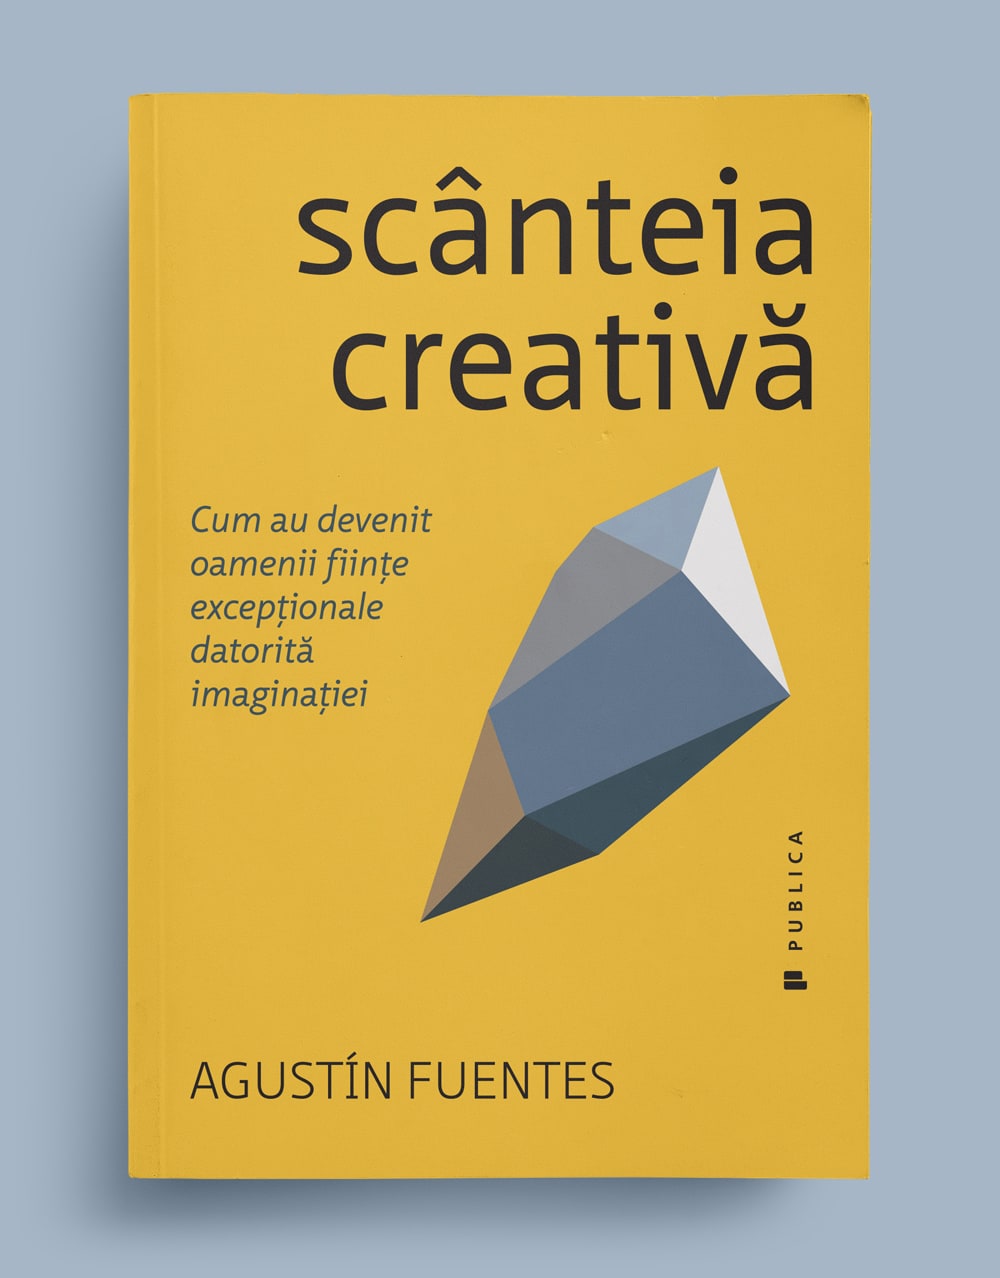 scânteia
creativă
Cum au devenit
oamenii ființe
excepționale
datorită
imaginației
PUBLICA
AGUSTÍN FUENTES